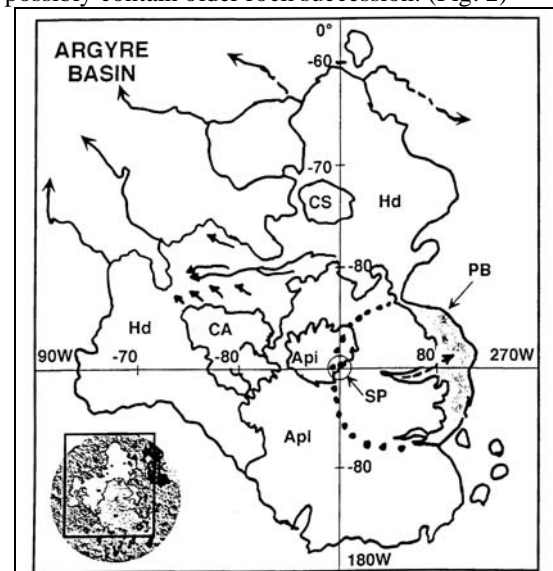 possibly contain older rock succession. (Fig. 2)
ARGYRE
BASIN
0°
-60
-70
CS
Hd
-80
PB
Hd
CA
Api
90W
-70
-80
80
270W
SP
Apl
-80
180W